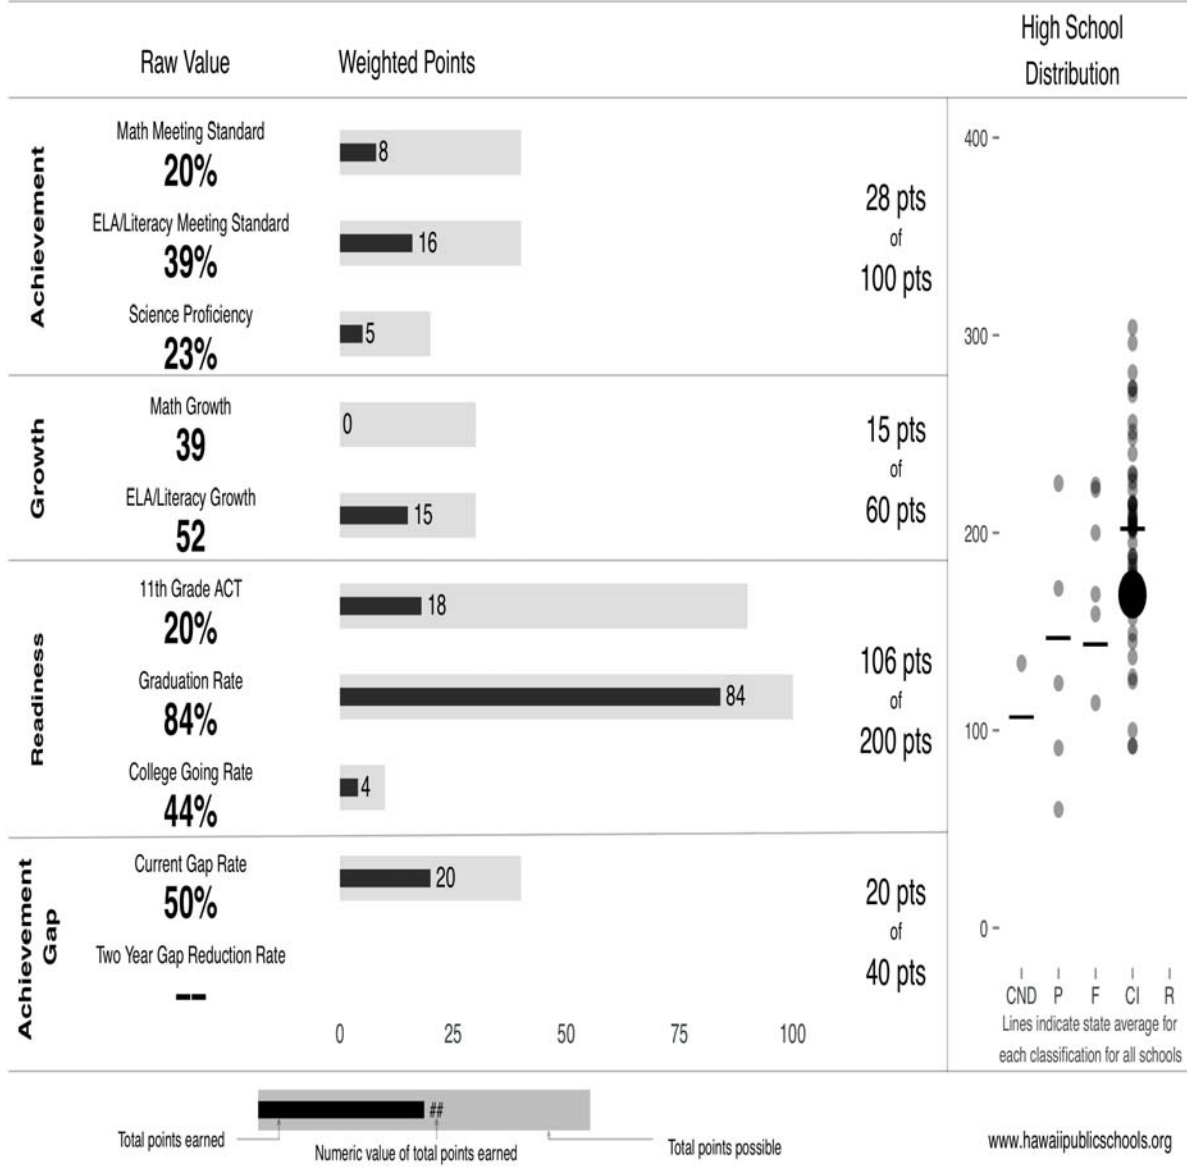 Raw Value
Weighted Points
High School
Distribution
Achievement
Math Meeting Standard
20%
8
ELA/Literacy Meeting Standard
39%
16
Science Proficiency
23%
5
28 pts
of
100 pts
Growth
Math Growth
39
0
ELA/Literacy Growth
52
15
15 pts
of
60 pts
Readiness
11th Grade ACT
20%
18
Graduation Rate
84%
84
College Going Rate
44%
4
106 pts
of
200 pts
Achievement
Gap
Current Gap Rate
50%
20
Two Year Gap Reduction Rate
--
20 pts
of
40 pts
0 25 50 75 100
400
300
200
100
0
CND P F CI R
Lines indicate state average for
each classification for all schools
##
Total points earned
Numeric value of total points earned
Total points possible
www.hawaiipublicschools.org